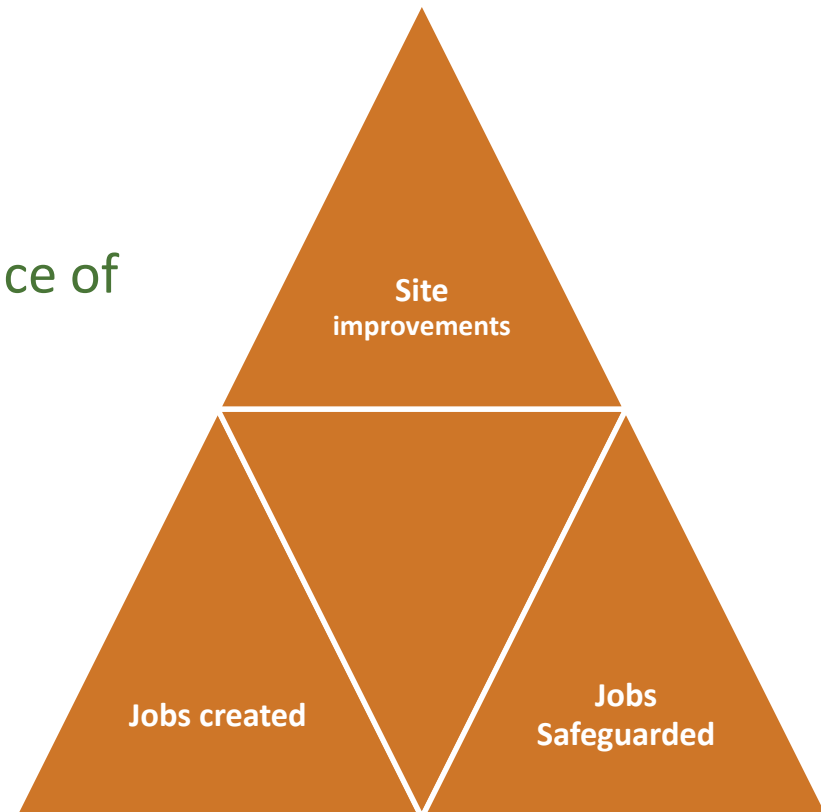 ce of
Site
improvements
Jobs created
Jobs
Safeguarded